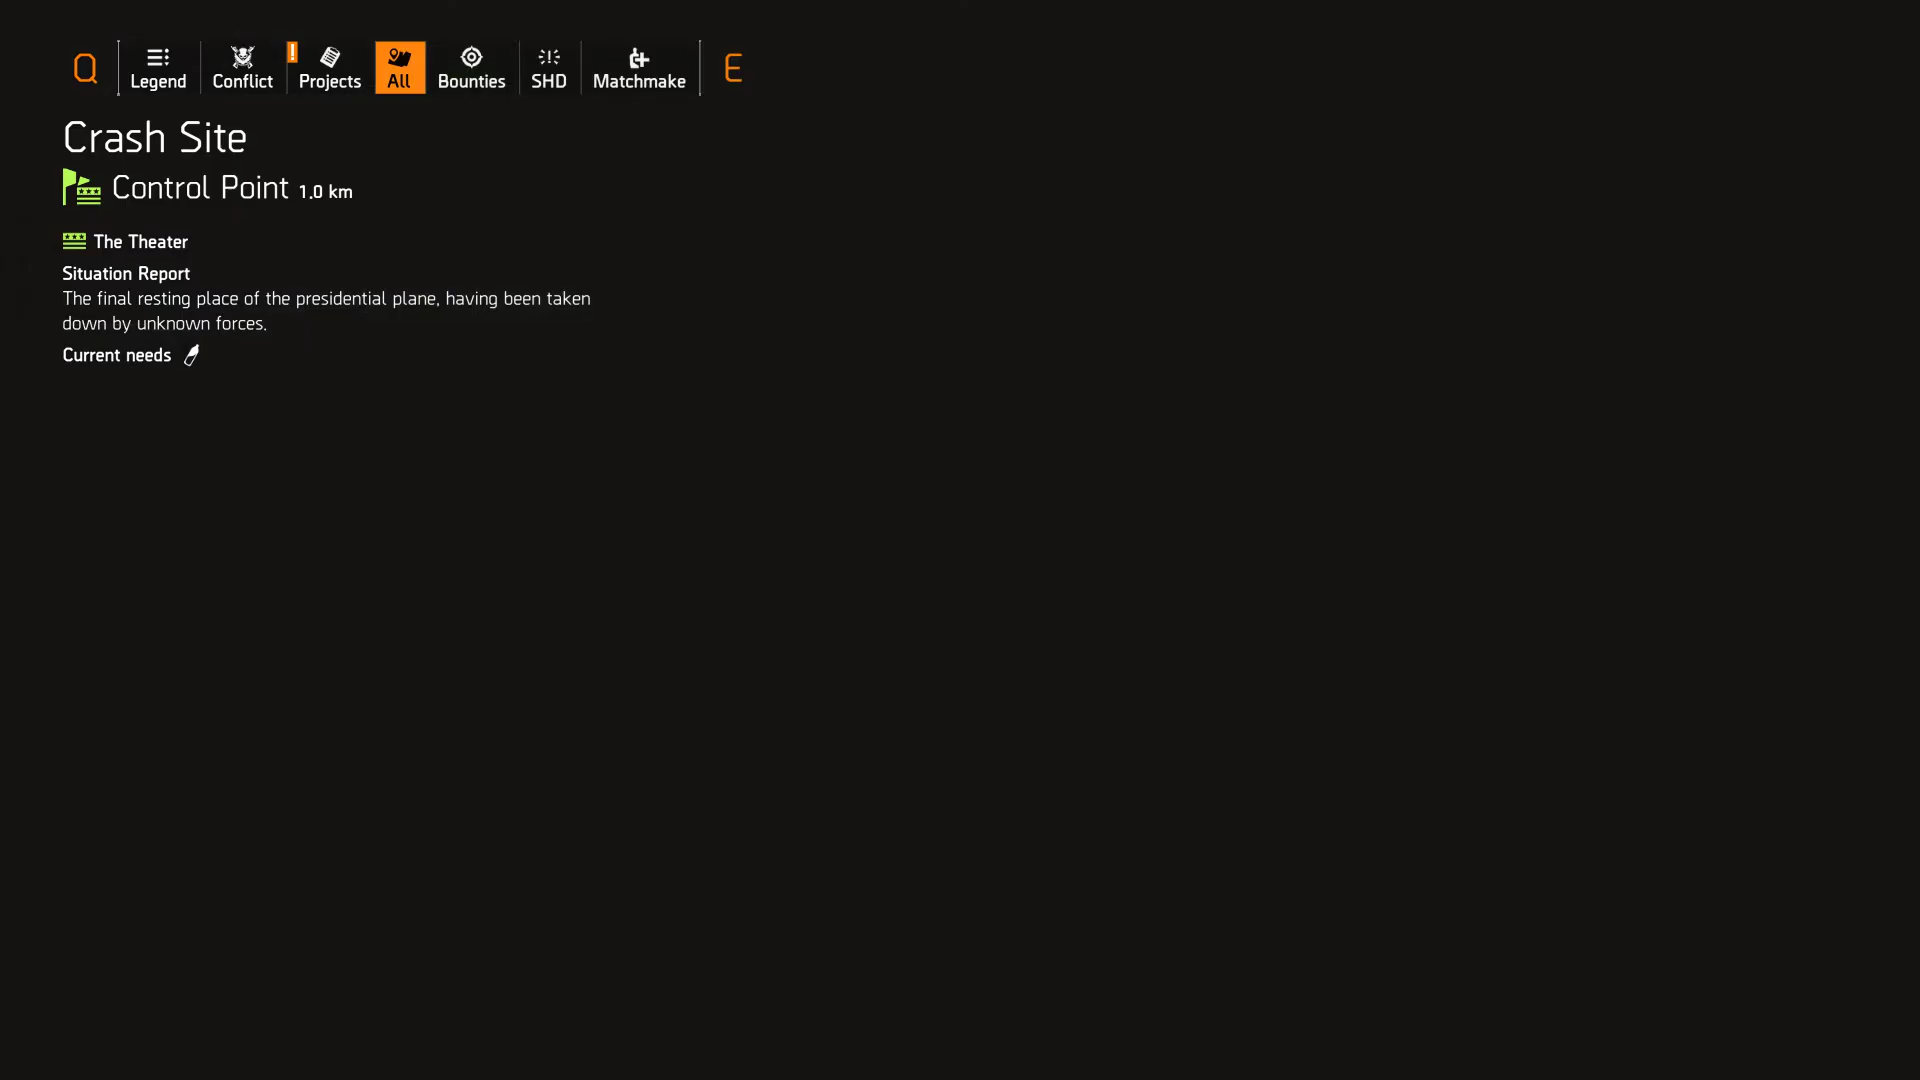 Q Legend Conflict ! Projects All Bounties SHD Matchmake E
Crash Site
Control Point 1.0 km
The Theater
Situation Report
The final resting place of the presidential plane, having been taken
down by unknown forces.
Current needs